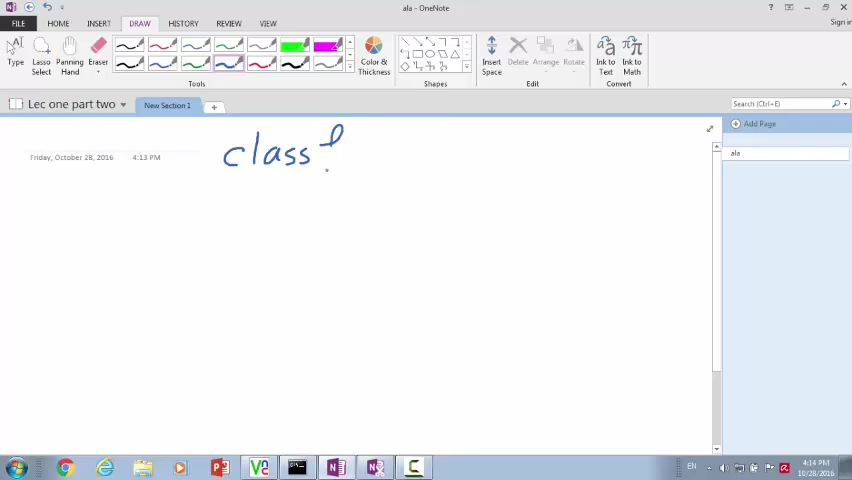 ala - OneNote
FILE HOME INSERT DRAW HISTORY REVIEW VIEW
Sign in
Type
Lasso Select
Panning Hand
Eraser
Tools
Color & Thickness
Shapes
Insert Space
Delete
Arrange
Rotate
Edit
Ink to Text
Ink to Math
Convert
Lec one part two
New Section 1
Search (Ctrl+E)
Add Page
ala
Friday, October 28, 2016 4:13 PM
class
EN
4:14 PM
10/28/2016